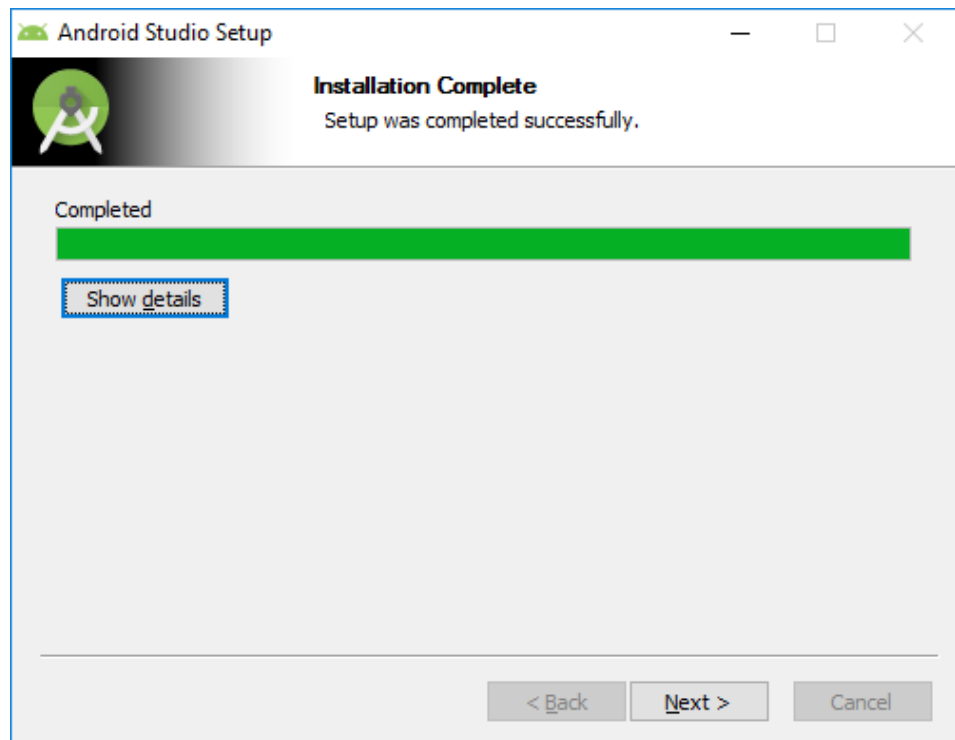 Android Studio Setup
Installation Complete
Setup was completed successfully.
Completed
Show details
< Back
Next >
Cancel